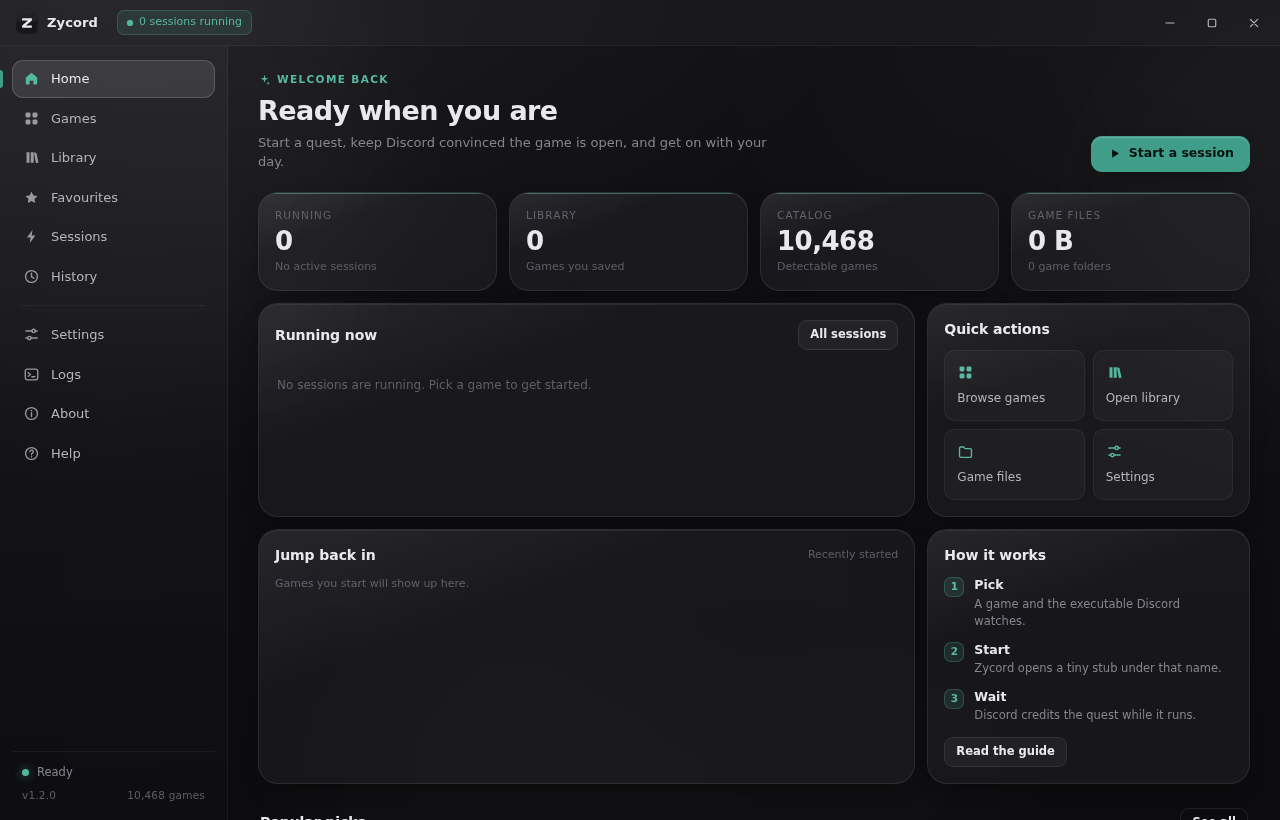 Z Zycord
0 sessions running
Home
Games
Library
Favourites
Sessions
History
Settings
Logs
About
Help
Ready
v1.2.0
10,468 games
WELCOME BACK
Ready when you are
Start a quest, keep Discord convinced the game is open, and get on with your
day.
Start a session
RUNNING
0
No active sessions
LIBRARY
0
Games you saved
CATALOG
10,468
Detectable games
GAME FILES
0 B
0 game folders
Running now
All sessions
No sessions are running. Pick a game to get started.
Quick actions
Browse games
Open library
Game files
Settings
Jump back in
Recently started
Games you start will show up here.
How it works
1 Pick
A game and the executable Discord
watches.
2 Start
Zycord opens a tiny stub under that name.
3 Wait
Discord credits the quest while it runs.
Read the guide
Popular picks
See all